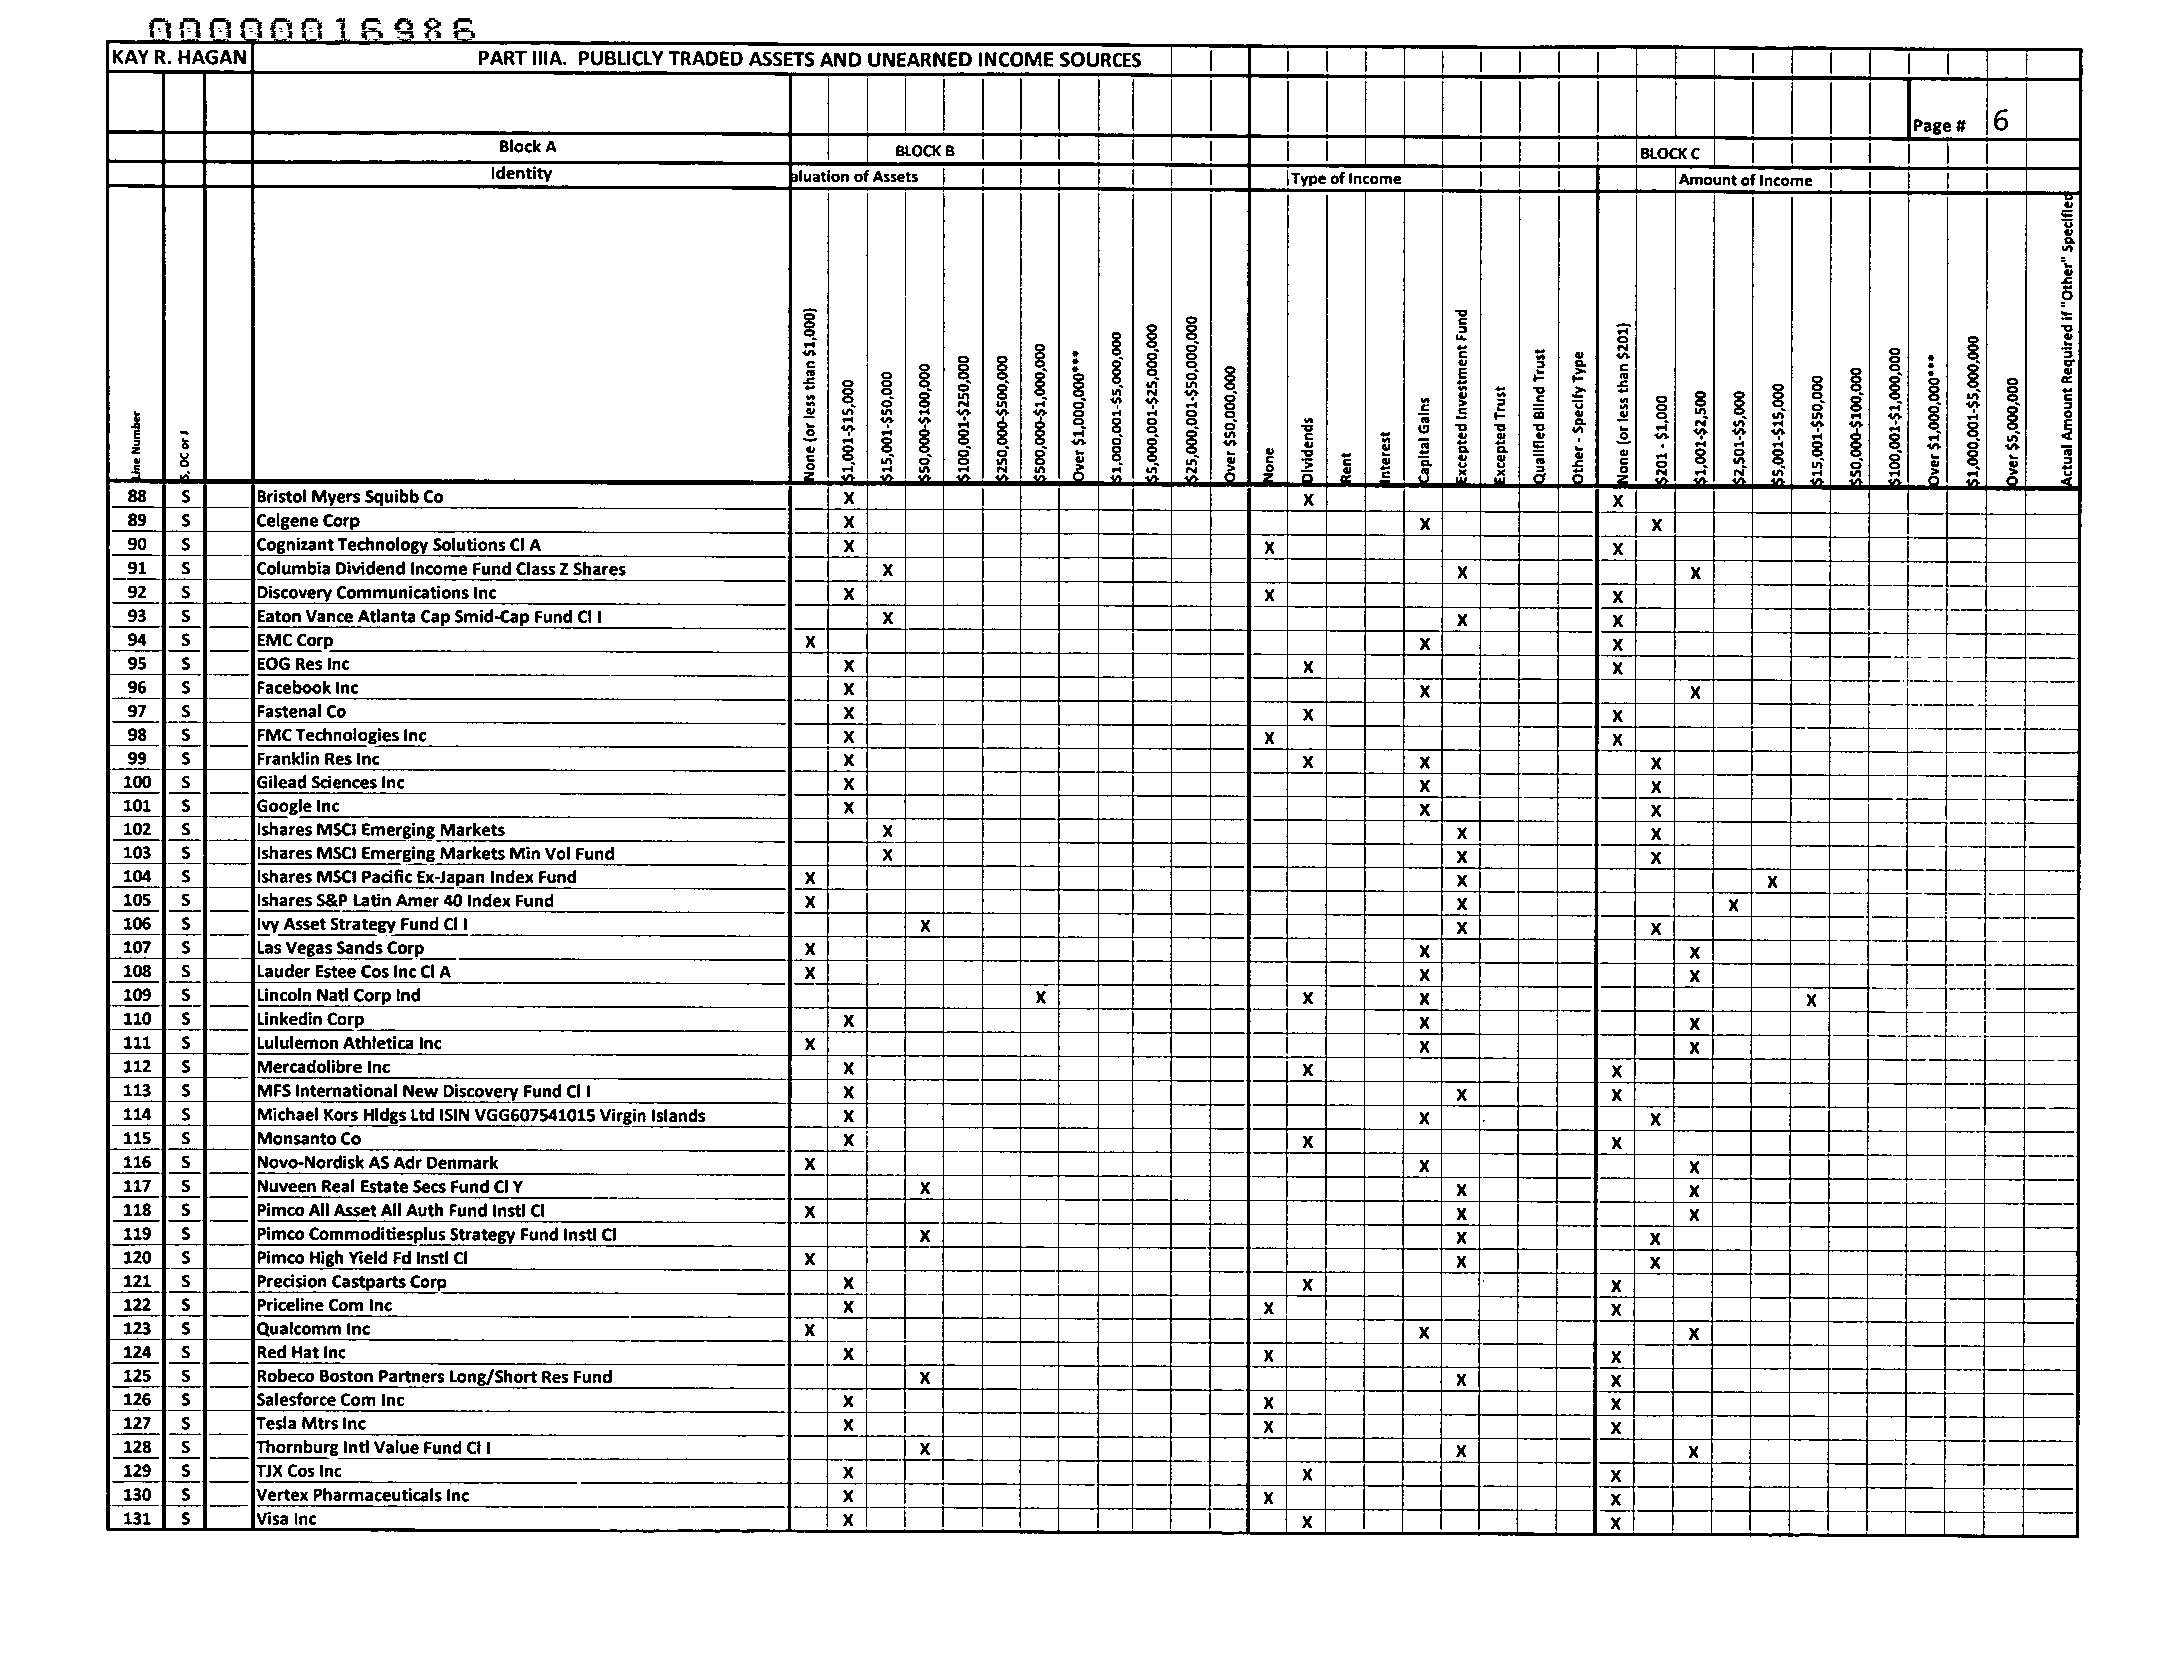 00000016986
KAY R. HAGAN PART IIIA. PUBLICLY TRADED ASSETS AND UNEARNED INCOME SOURCES
Page # 6
Block A BLOCK B BLOCK C
Identity aluation of Assets Type of Income Amount of Income
Line Number S, DC or J None (or less than $1,000) $1,001-$15,000 $15,001-$50,000 $50,000-$100,000 $100,001-$250,000 $250,000-$500,000 $500,000-$1,000,000 Over $1,000,000*** $1,000,001-$5,000,000 $5,000,001-$25,000,000 $25,000,001-$50,000,000 Over $50,000,000 None Dividends Rent Interest Capital Gains Excepted Investment Fund Excepted Trust Qualified Blind Trust Other - Specify Type None (or less than $201) $201 - $1,000 $1,001-$2,500 $2,501-$5,000 $5,001-$15,000 $15,001-$50,000 $50,000-$100,000 $100,001-$1,000,000 Over $1,000,000*** $1,000,001-$5,000,000 Over $5,000,000 Actual Amount Required if "Other" Specified
88 S Bristol Myers Squibb Co X X X
89 S Celgene Corp X X X
90 S Cognizant Technology Solutions Cl A X X X
91 S Columbia Dividend Income Fund Class Z Shares X X X
92 S Discovery Communications Inc X X X
93 S Eaton Vance Atlanta Cap Smid-Cap Fund Cl I X X X
94 S EMC Corp X X X
95 S EOG Res Inc X X X
96 S Facebook Inc X X X
97 S Fastenal Co X X X
98 S FMC Technologies Inc X X X
99 S Franklin Res Inc X X X X
100 S Gilead Sciences Inc X X X
101 S Google Inc X X X
102 S Ishares MSCI Emerging Markets X X X
103 S Ishares MSCI Emerging Markets Min Vol Fund X X X
104 S Ishares MSCI Pacific Ex-Japan Index Fund X X X
105 S Ishares S&P Latin Amer 40 Index Fund X X X
106 S Ivy Asset Strategy Fund Cl I X X X
107 S Las Vegas Sands Corp X X X
108 S Lauder Estee Cos Inc Cl A X X X
109 S Lincoln Natl Corp Ind X X X X
110 S Linkedin Corp X X X
111 S Lululemon Athletica Inc X X X
112 S Mercadolibre Inc X X X
113 S MFS International New Discovery Fund Cl I X X X
114 S Michael Kors Hldgs Ltd ISIN VGG607541015 Virgin Islands X X X
115 S Monsanto Co X X X
116 S Novo-Nordisk AS Adr Denmark X X X
117 S Nuveen Real Estate Secs Fund Cl Y X X X
118 S Pimco All Asset All Auth Fund Instl Cl X X X
119 S Pimco Commoditiesplus Strategy Fund Instl Cl X X X
120 S Pimco High Yield Fd Instl Cl X X X
121 S Precision Castparts Corp X X X
122 S Priceline Com Inc X X X
123 S Qualcomm Inc X X X
124 S Red Hat Inc X X X
125 S Robeco Boston Partners Long/Short Res Fund X X X
126 S Salesforce Com Inc X X X
127 S Tesla Mtrs Inc X X X
128 S Thornburg Intl Value Fund Cl I X X X
129 S TJX Cos Inc X X X
130 S Vertex Pharmaceuticals Inc X X X
131 S Visa Inc X X X